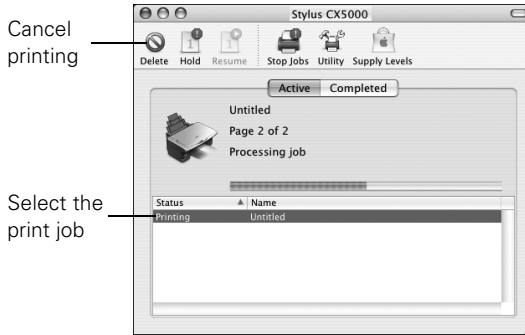 Stylus CX5000
Cancel
printing
Delete Hold Resume Stop Jobs Utility Supply Levels
Active Completed
Untitled
Page 2 of 2
Processing job
Select the
print job
Status Name
Printing Untitled